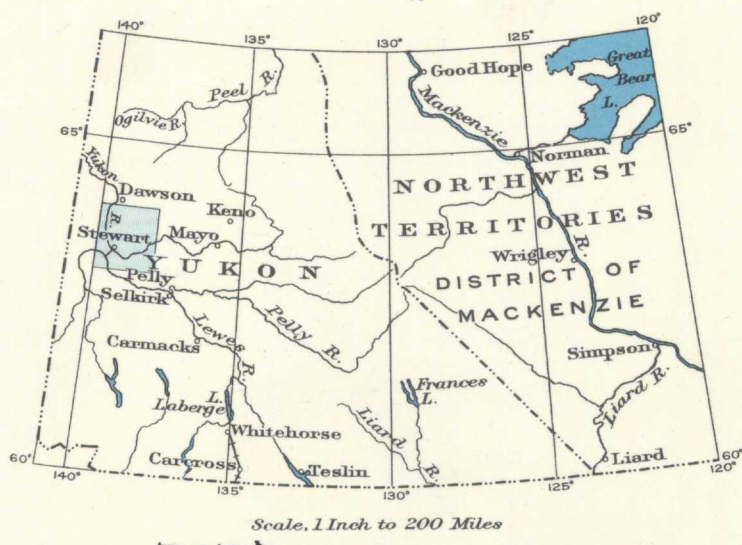 140°
135°
130°
125°
120°
Good Hope
Great
Bear
L.
Peel R.
Ogilvie R
Mackenzie
65°
65°
Norman
Yukon
R.
Dawson
NORTHWEST
Keno
TERRITORIES
Stewart
Mayo
Wrigley
R
YUKON
DISTRICT OF
Pelly
MACKENZIE
Selkirk
Lewes
R.
Pelly R.
Carmacks
Simpson
L.
Laberge
Frances
L.
Liard R.
Liard
R.
Whitehorse
Carcross
Teslin
Liard
60°
140°
135°
130°
125°
120°
60°
Scale, 1 Inch to 200 Miles